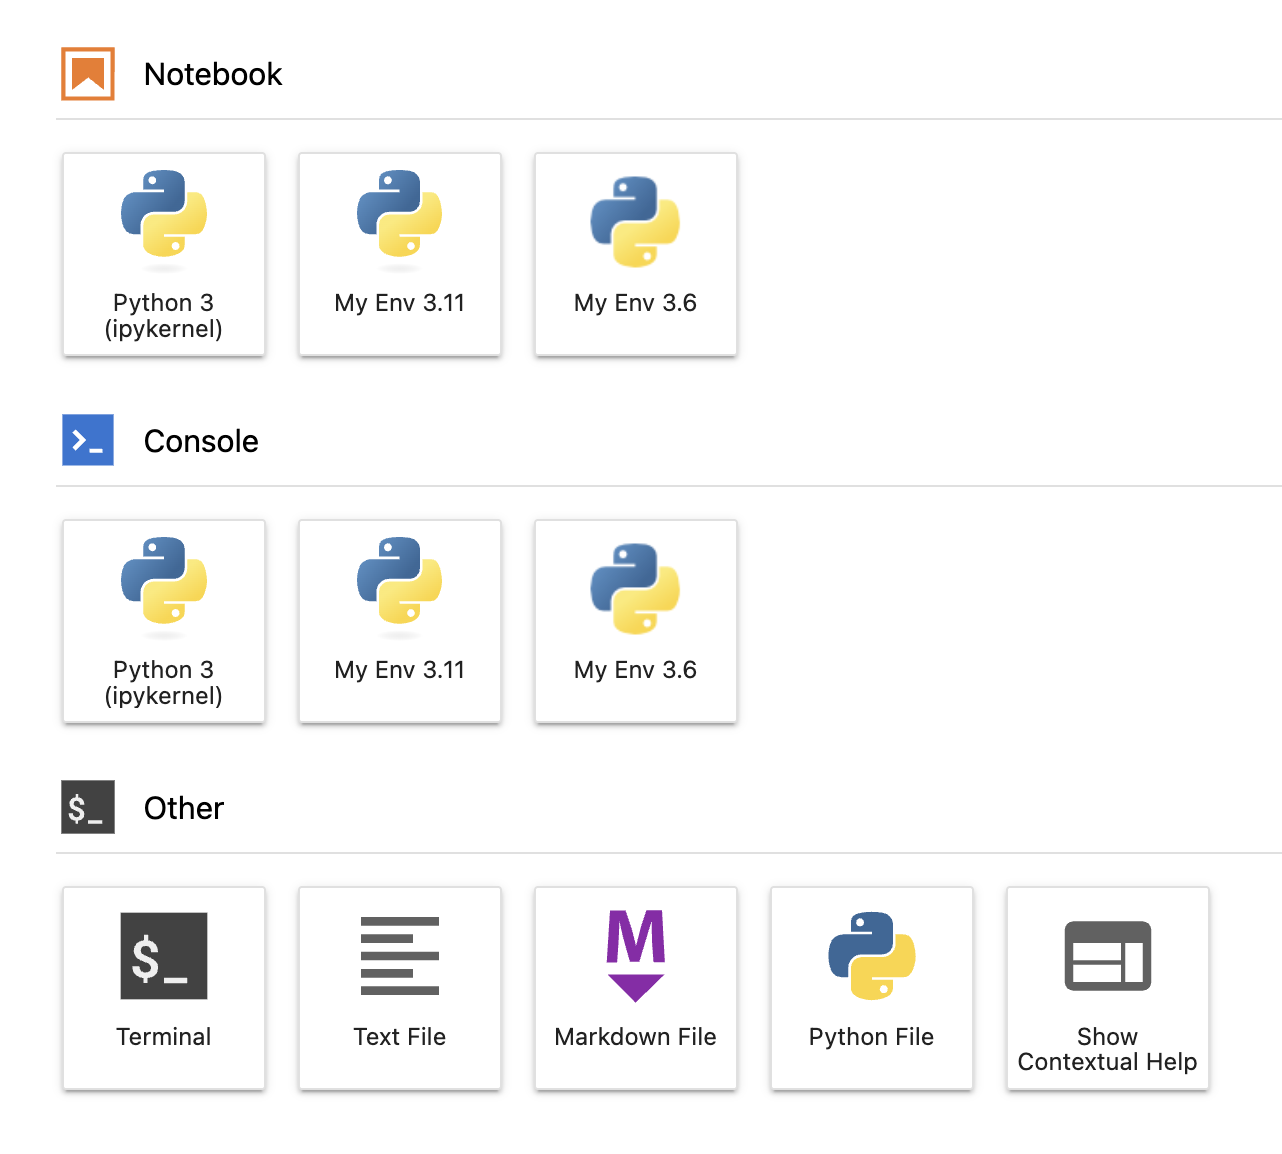 Notebook
Python 3
(ipykernel)
My Env 3.11
My Env 3.6
>_ Console
Python 3
(ipykernel)
My Env 3.11
My Env 3.6
$_ Other
$_
Terminal
Text File
M
Markdown File
Python File
Show
Contextual Help